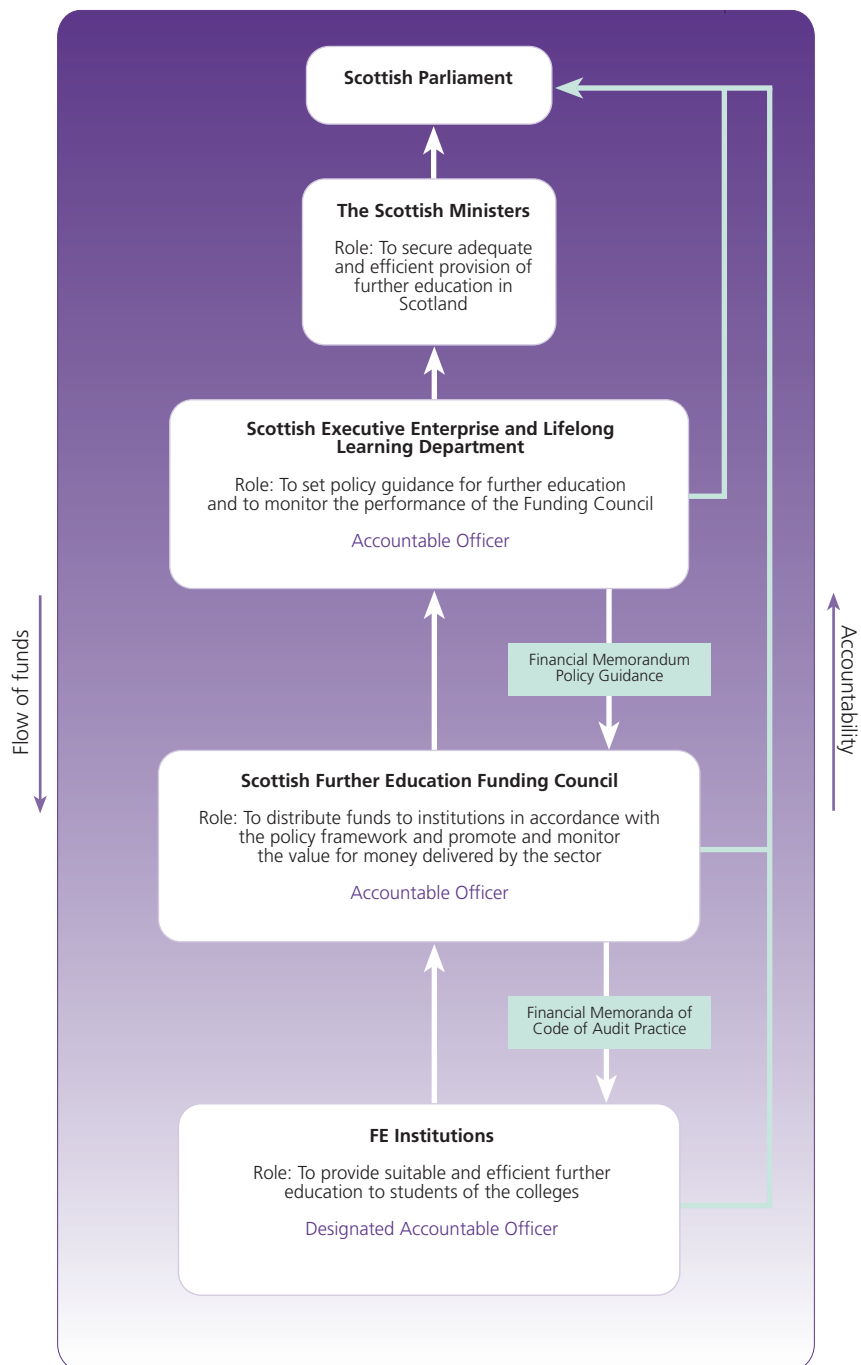 Scottish Parliament
The Scottish Ministers
Role: To secure adequate
and efficient provision of
further education in
Scotland
Scottish Executive Enterprise and Lifelong
Learning Department
Role: To set policy guidance for further education
and to monitor the performance of the Funding Council
Accountable Officer
Flow of funds
Accountability
Financial Memorandum
Policy Guidance
Scottish Further Education Funding Council
Role: To distribute funds to institutions in accordance with
the policy framework and promote and monitor
the value for money delivered by the sector
Accountable Officer
Financial Memoranda of
Code of Audit Practice
FE Institutions
Role: To provide suitable and efficient further
education to students of the colleges
Designated Accountable Officer